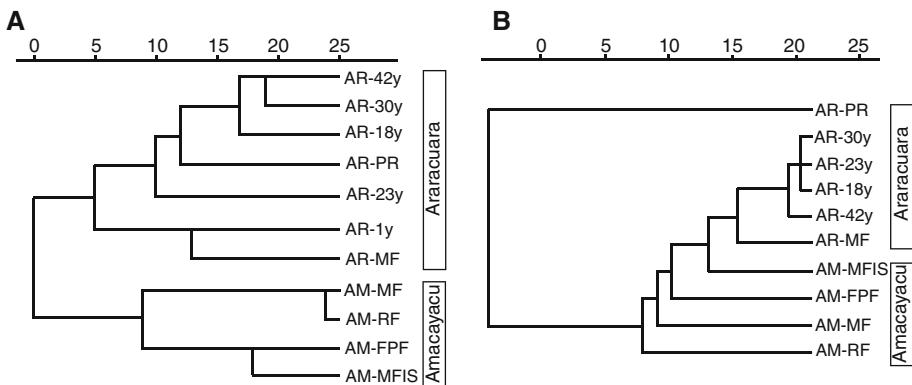 A
0 5 10 15 20 25
AR-42y
AR-30y
AR-18y
AR-PR
AR-23y
AR-1y
AR-MF
AM-MF
AM-RF
AM-FPF
AM-MFIS
Araracuara
Amacayacu
B
0 5 10 15 20 25
AR-PR
AR-30y
AR-23y
AR-18y
AR-42y
AR-MF
AM-MFIS
AM-FPF
AM-MF
AM-RF
Araracuara
Amacayacu